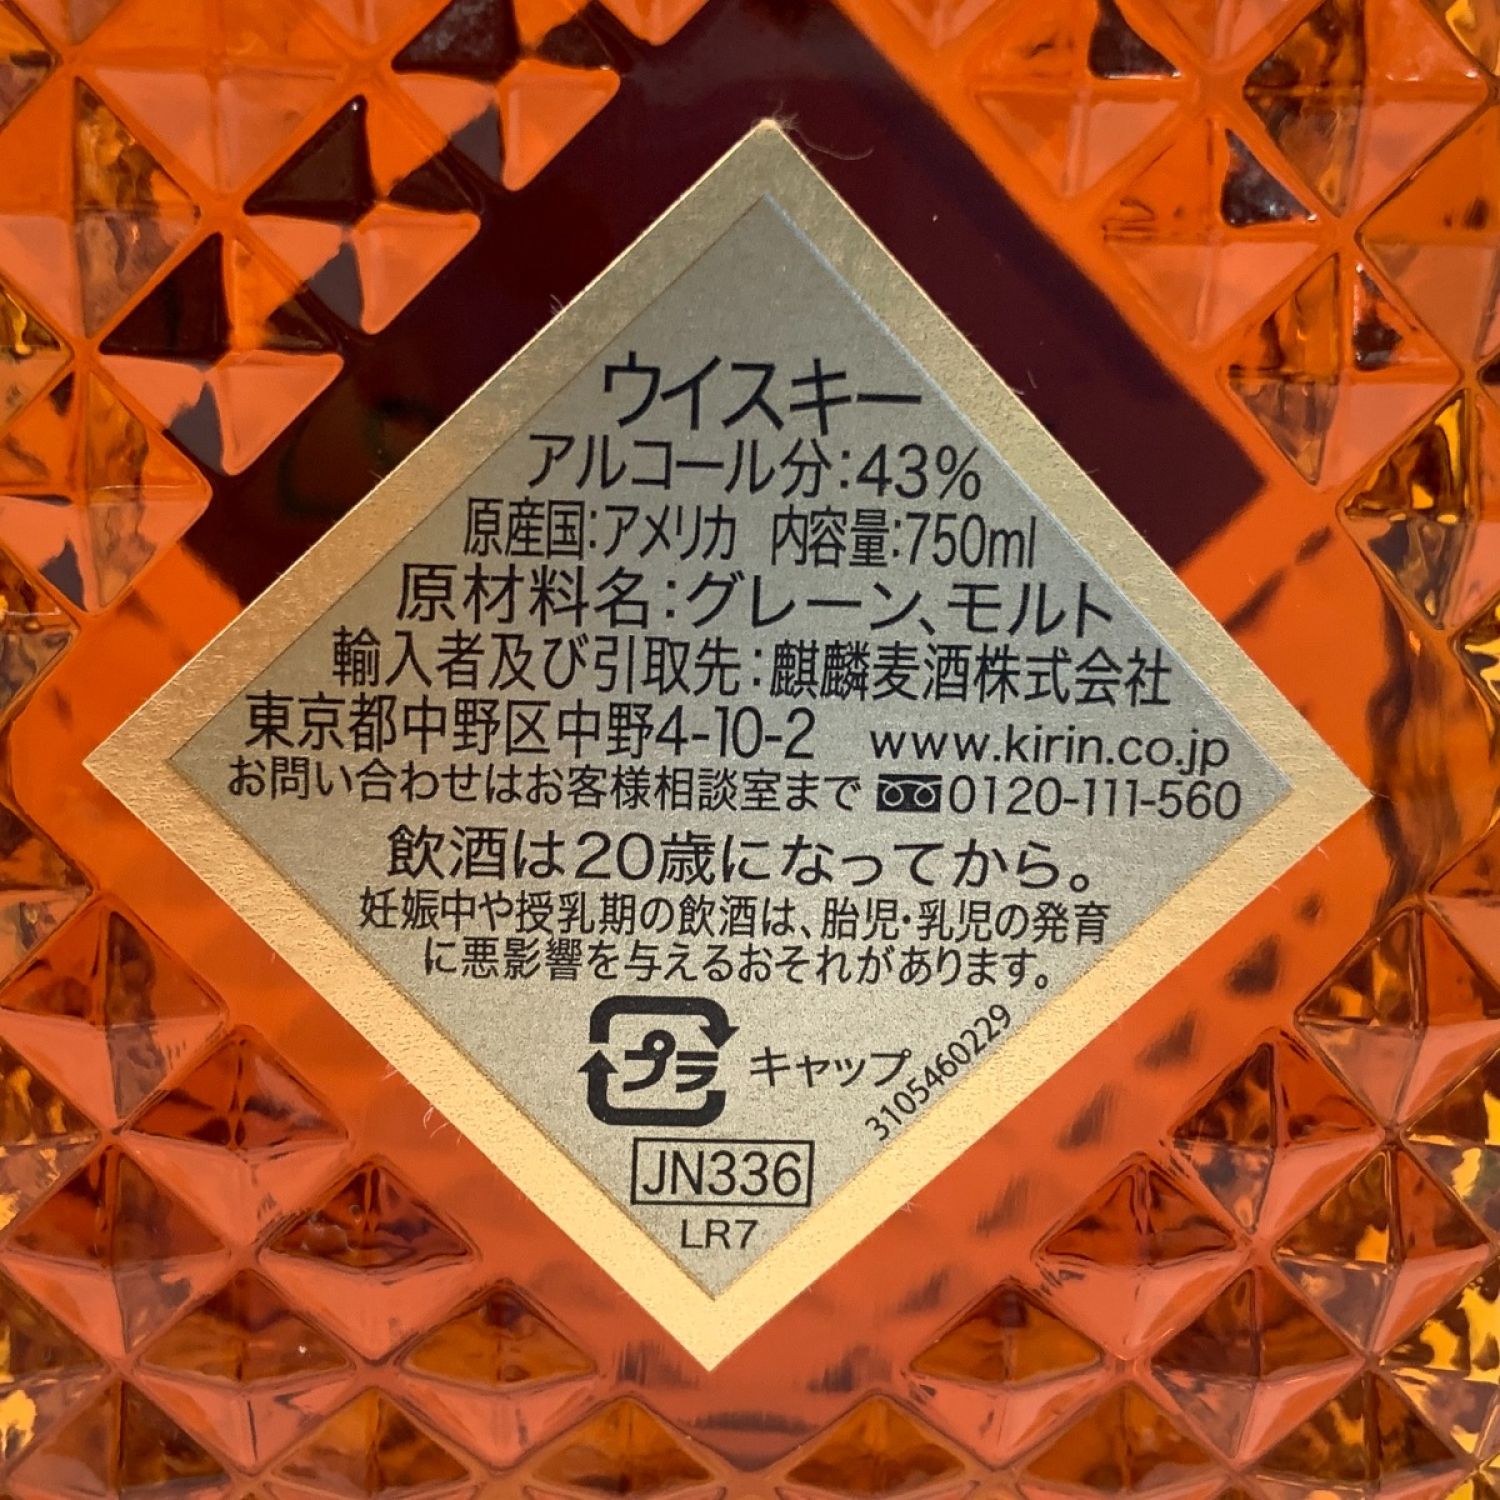 ウイスキー
アルコール分:43%
原産国:アメリカ 内容量:750ml
原材料名:グレーン、モルト
輸入者及び引取先:麒麟麦酒株式会社
東京都中野区中野4-10-2 www.kirin.co.jp
お問い合わせはお客様相談室まで 0120-111-560
飲酒は20歳になってから。
妊娠中や授乳期の飲酒は、胎児・乳児の発育
に悪影響を与えるおそれがあります。
プラ キャップ
3105460229
JN336
LR7